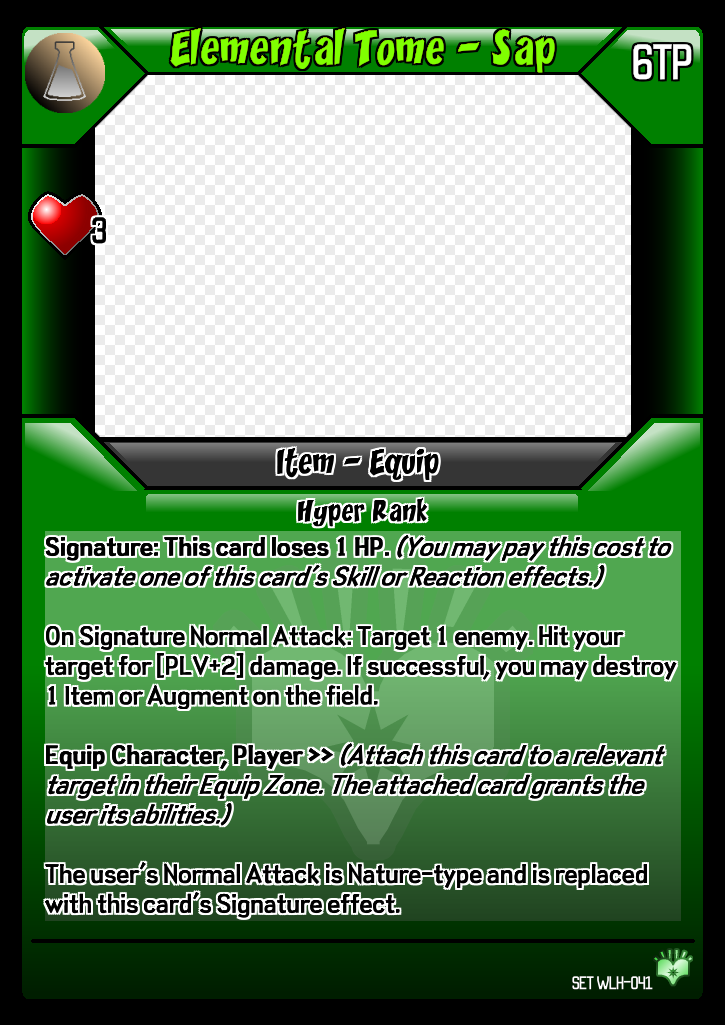 Elemental Tome - Sap
6TP
3
Item - Equip
Hyper Rank
Signature: This card loses 1 HP. (You may pay this cost to
activate one of this card's Skill or Reaction effects.)
On Signature Normal Attack: Target 1 enemy. Hit your
target for [PLV+2] damage. If successful, you may destroy
1 Item or Augment on the field.
Equip Character, Player >> (Attach this card to a relevant
target in their Equip Zone. The attached card grants the
user its abilities.)
The user's Normal Attack is Nature-type and is replaced
with this card's Signature effect.
SET WLH-041